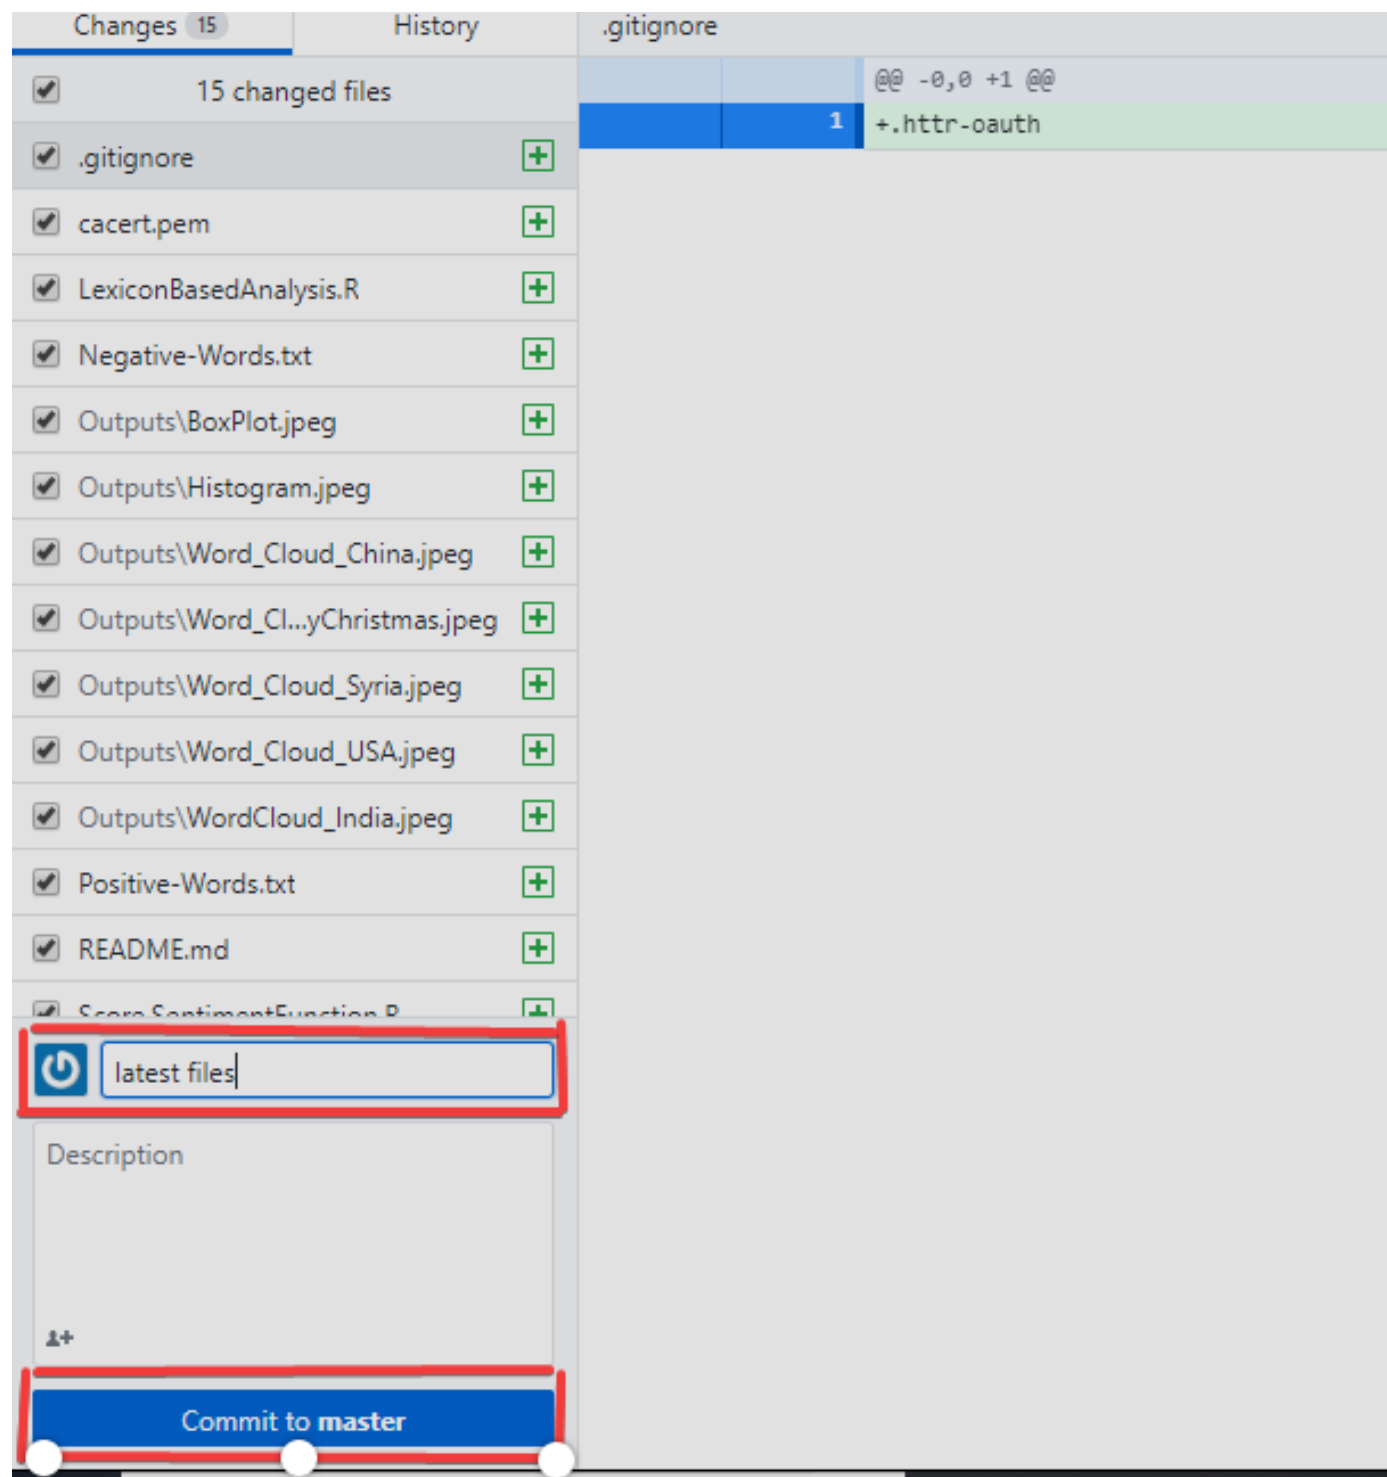 Changes 15
History
.gitignore
15 changed files
@@ -0,0 +1 @@
1 +.httr-oauth
.gitignore
cacert.pem
LexiconBasedAnalysis.R
Negative-Words.txt
Outputs\BoxPlot.jpeg
Outputs\Histogram.jpeg
Outputs\Word_Cloud_China.jpeg
Outputs\Word_Cl...yChristmas.jpeg
Outputs\Word_Cloud_Syria.jpeg
Outputs\Word_Cloud_USA.jpeg
Outputs\WordCloud_India.jpeg
Positive-Words.txt
README.md
Score SentimentFunction.R
latest files
Description
Commit to master